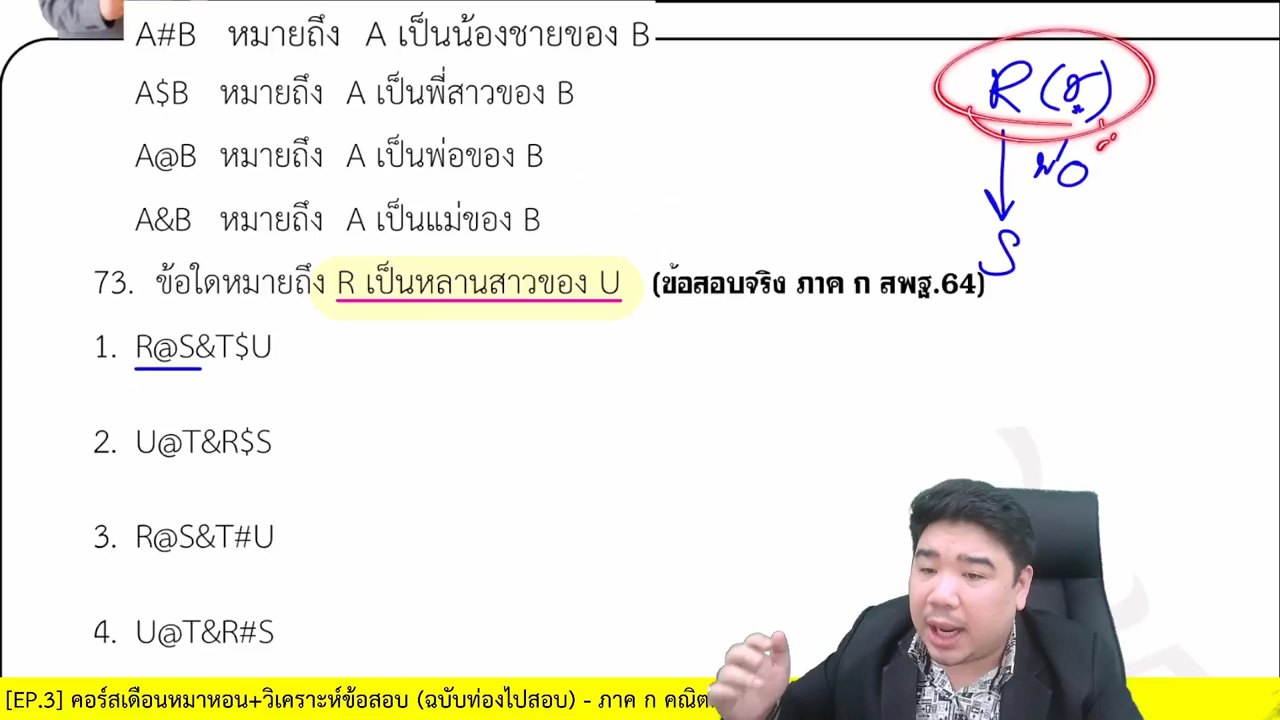 A#B หมายถึง A เป็นน้องชายของ B
A$B หมายถึง A เป็นพี่สาวของ B
A@B หมายถึง A เป็นพ่อของ B
A&B หมายถึง A เป็นแม่ของ B
R (ช)
พ่อ
S
73. ข้อใดหมายถึง R เป็นหลานสาวของ U (ข้อสอบจริง ภาค ก สพฐ.64)
1. R@S&T$U
2. U@T&R$S
3. R@S&T#U
4. U@T&R#S
[EP.3] คอร์สเดือนหมาหอน+วิเคราะห์ข้อสอบ (ฉบับท่องไปสอบ) - ภาค ก